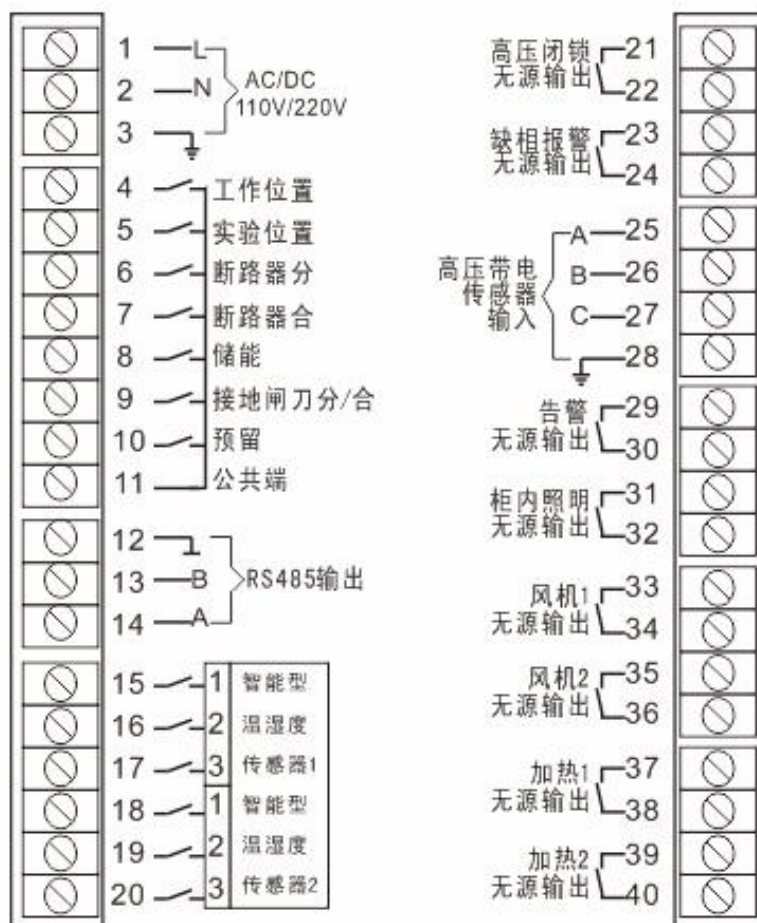 1 L
2 N
AC/DC
110V/220V
3
4 工作位置
5 实验位置
6 断路器分
7 断路器合
8 储能
9 接地闸刀分/合
10 预留
11 公共端
12
13 B RS485输出
14 A
15 1 智能型
16 2 温湿度
17 3 传感器1
18 1 智能型
19 2 温湿度
20 3 传感器2
高压闭锁 21
无源输出 22
缺相报警 23
无源输出 24
A 25
高压带电
传感器
输入
B 26
C 27
28
告警 29
无源输出 30
柜内照明 31
无源输出 32
风机1 33
无源输出 34
风机2 35
无源输出 36
加热1 37
无源输出 38
加热2 39
无源输出 40